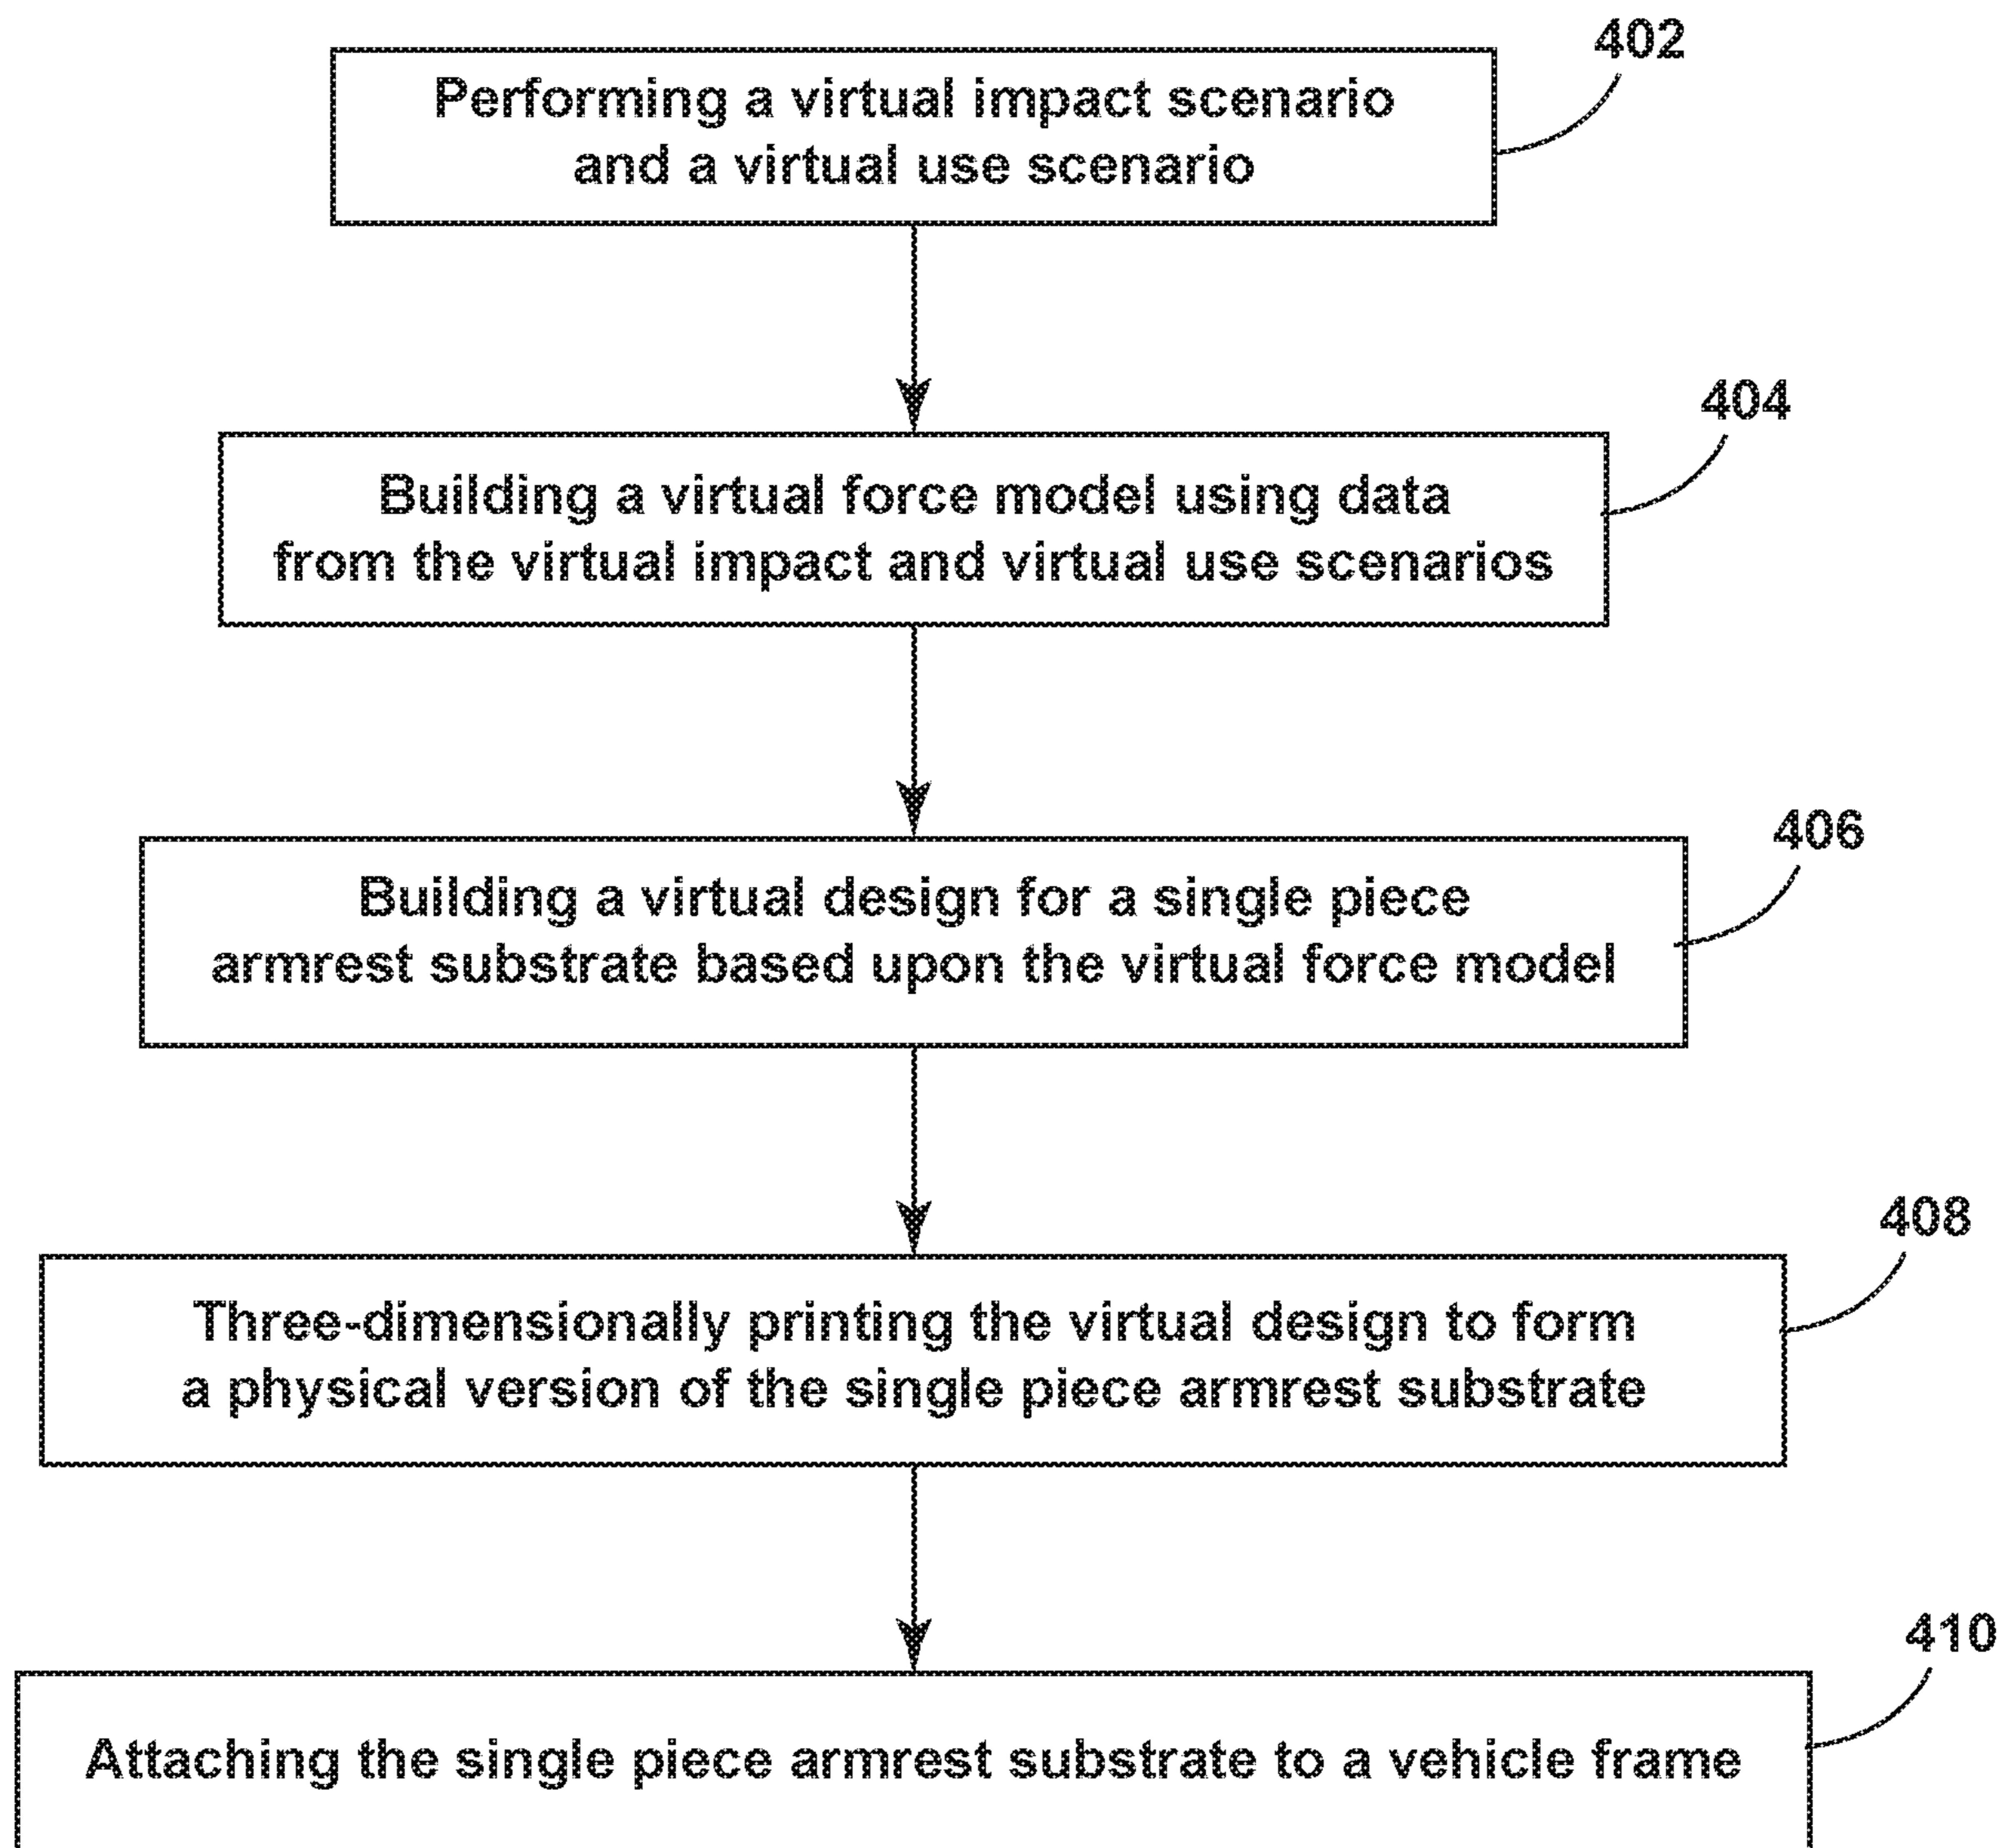 402
Performing a virtual impact scenario
and a virtual use scenario
404
Building a virtual force model using data
from the virtual impact and virtual use scenarios
406
Building a virtual design for a single piece
armrest substrate based upon the virtual force model
408
Three-dimensionally printing the virtual design to form
a physical version of the single piece armrest substrate
410
Attaching the single piece armrest substrate to a vehicle frame